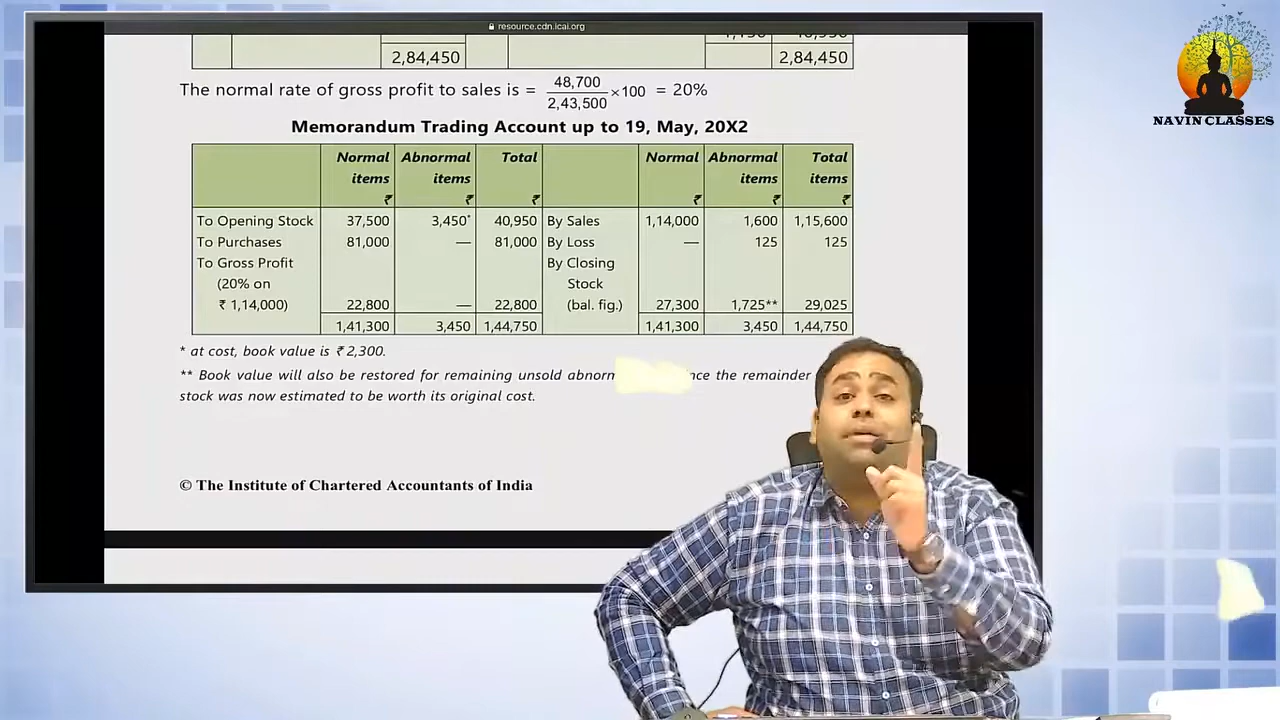 resource.cdn.icai.org
2,84,450 2,84,450
The normal rate of gross profit to sales is = 48,700 / 2,43,500 ×100 = 20%
Memorandum Trading Account up to 19, May, 20X2
Normal Abnormal Total Normal Abnormal Total
items items items items
₹ ₹ ₹ ₹ ₹ ₹
To Opening Stock 37,500 3,450* 40,950 By Sales 1,14,000 1,600 1,15,600
To Purchases 81,000 — 81,000 By Loss — 125 125
To Gross Profit By Closing
(20% on Stock
₹ 1,14,000) 22,800 — 22,800 (bal. fig.) 27,300 1,725** 29,025
1,41,300 3,450 1,44,750 1,41,300 3,450 1,44,750
* at cost, book value is ₹ 2,300.
** Book value will also be restored for remaining unsold the remainder
stock was now estimated to be worth its original cost.
© The Institute of Chartered Accountants of India
NAVIN CLASSES